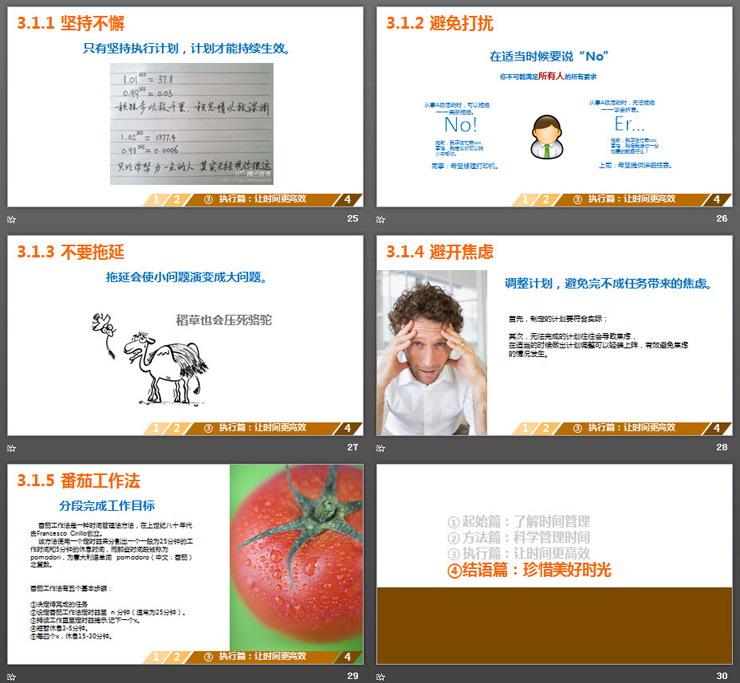 3.1.1 坚持不懈
只有坚持执行计划，计划才能持续生效。
1.01³⁶⁵ = 37.8
0.99³⁶⁵ = 0.03
积跬步以致千里，积怠惰以致深渊
1.02³⁶⁵ = 1377.4
0.98³⁶⁵ = 0.0006
只比你努力一点的人 其实已经甩你很远
1 2 ③ 执行篇：让时间更高效 4
25
3.1.2 避免打扰
在适当时候要说“No”
你不可能满足所有人的所有要求
从事A级活动时，可以拒绝
——果断拒绝。
No!
同事：希望修理打印机。
从事A级活动时，无法拒绝
——学会折衷。
Er...
上司：希望提供详细报表。
1 2 ③ 执行篇：让时间更高效 4
26
3.1.3 不要拖延
拖延会使小问题演变成大问题。
稻草也会压死骆驼
1 2 ③ 执行篇：让时间更高效 4
27
3.1.4 避开焦虑
调整计划，避免完不成任务带来的焦虑。
首先，制定的计划要符合实际；
其次，无法完成的计划往往会导致焦虑，
在适当的时候做出计划调整可以轻装上阵，有效避免焦虑
的情况发生。
1 2 ③ 执行篇：让时间更高效 4
28
3.1.5 番茄工作法
分段完成工作目标
番茄工作法是一种时间管理法方法，在上世纪八十年代
由Francesco Cirillo创立。
该方法使用一个定时器来分割出一个一般为25分钟的工
作时间和5分钟的休息时间，而那些时间段被称为
pomodori，为意大利语单词 pomodoro（中文：番茄）
之复数。
番茄工作法有五个基本步骤：
①决定待完成的任务
②设定番茄工作法定时器至 n 分钟（通常为25分钟）。
③持续工作直至定时器提示,记下一个x。
④短暂休息3-5分钟。
⑤每四个x，休息15-30分钟。
1 2 ③ 执行篇：让时间更高效 4
29
①起始篇：了解时间管理
②方法篇：科学管理时间
③执行篇：让时间更高效
④结语篇：珍惜美好时光
30